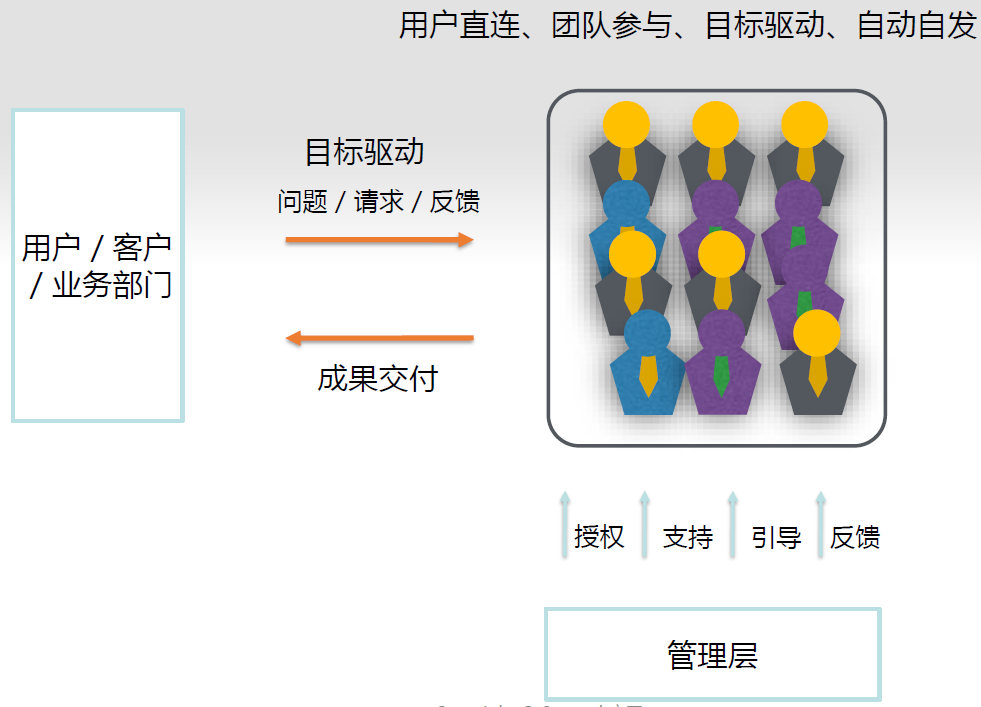 用户直连、团队参与、目标驱动、自动自发
目标驱动
问题 / 请求 / 反馈
用户 / 客户
/ 业务部门
成果交付
授权
支持
引导
反馈
管理层